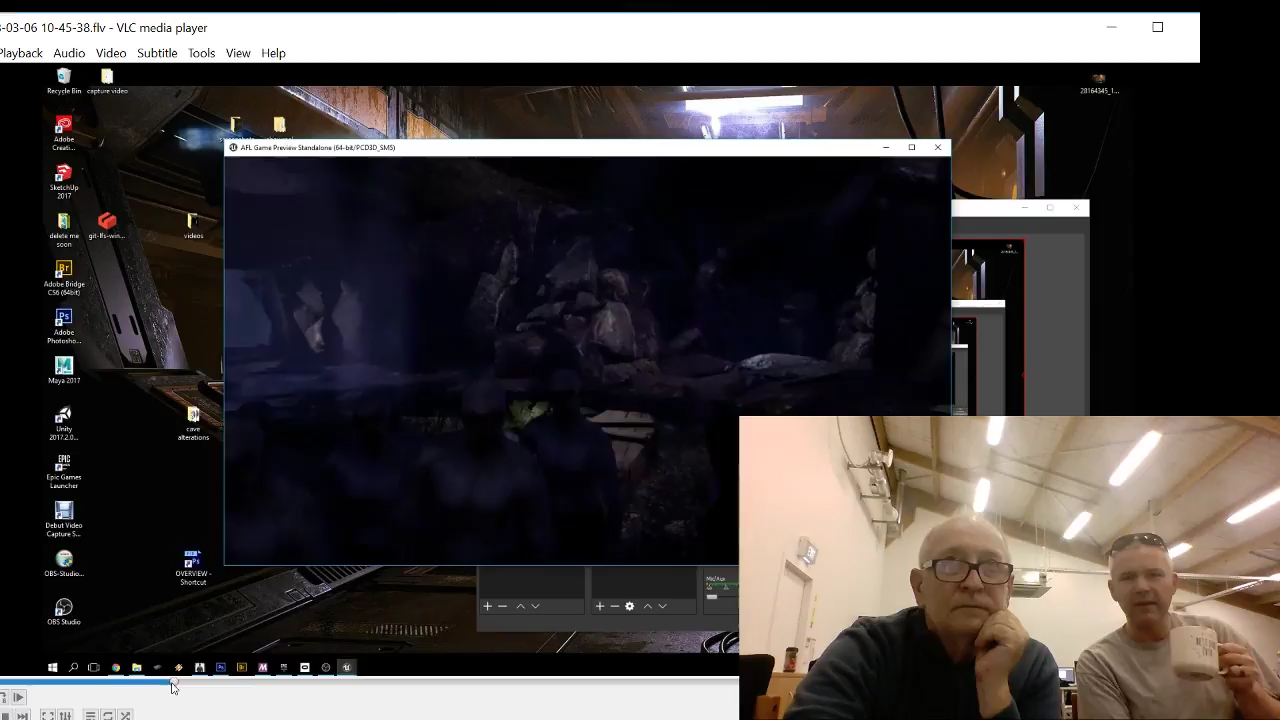 -03-06 10-45-38.flv - VLC media player
Playback Audio Video Subtitle Tools View Help
Recycle Bin
capture video
28164345_1...
Adobe Creati...
AFL Game Preview Standalone (64-bit/PCD3D_SM5)
SketchUp 2017
delete me soon
git-lfs-win...
videos
Adobe Bridge CS6 (64bit)
Adobe Photosho...
Maya 2017
Unity 2017.2.0...
cave alterations
Epic Games Launcher
Debut Video Capture S...
OBS-Studio...
OVERVIEW - Shortcut
Mic/Aux
OBS Studio